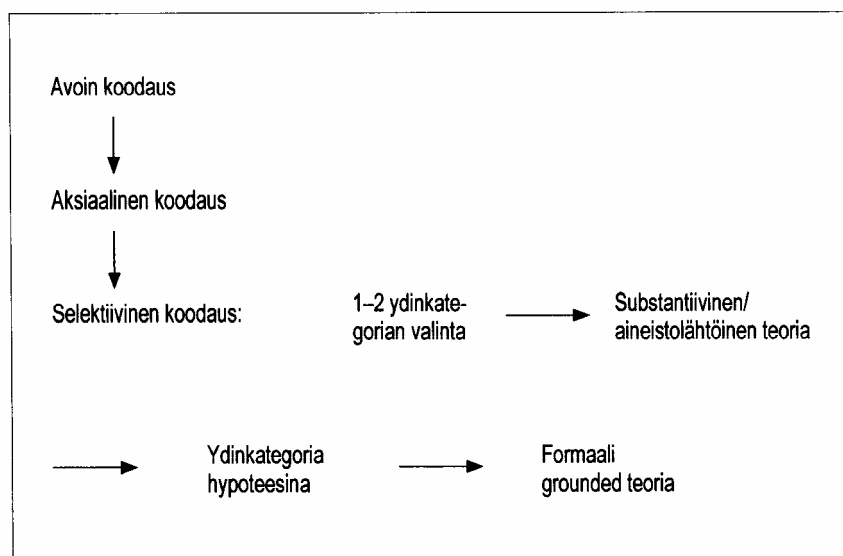 Avoin koodaus
Aksiaalinen koodaus
Selektiivinen koodaus:
1–2 ydinkate-
gorian valinta
Substantiivinen/
aineistolähtöinen teoria
Ydinkategoria
hypoteesina
Formaali
grounded teoria